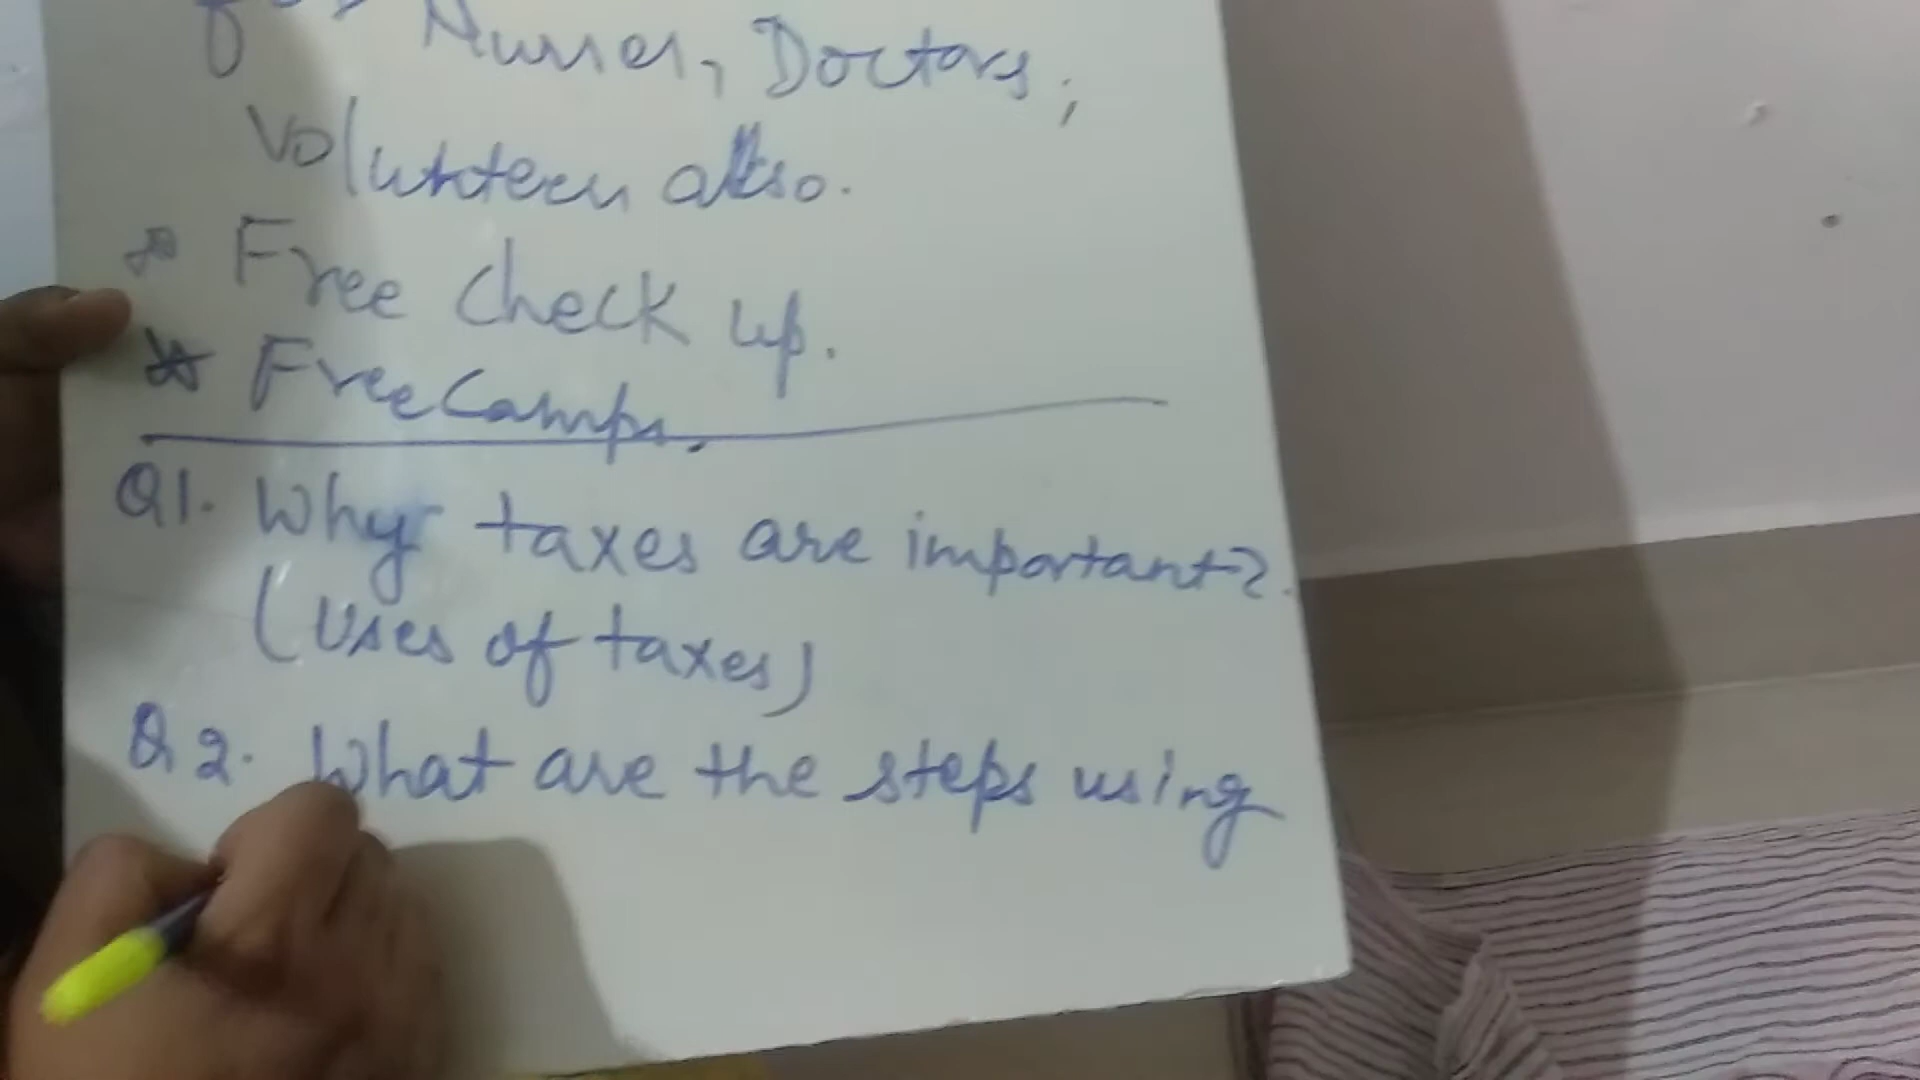 Nurses, Doctors,
Volunteers also.
Free check up.
Free Camps.
Q1. Why taxes are important?
(Uses of taxes)
Q2. What are the steps using